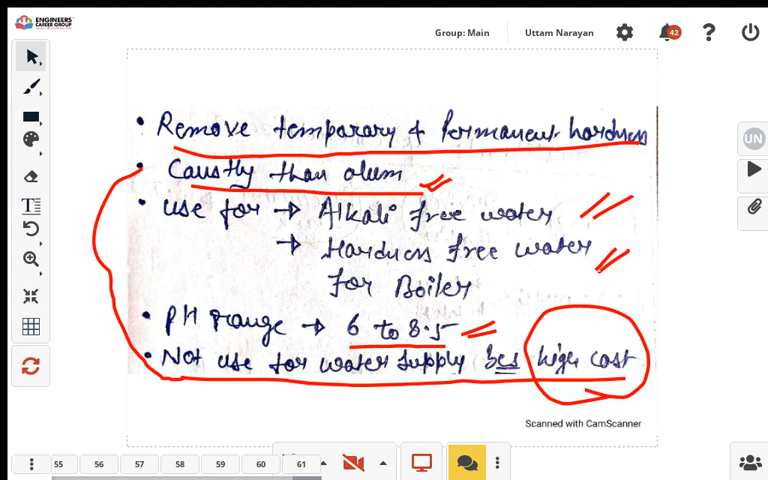 ENGINEERS
CAREER GROUP
Group: Main
Uttam Narayan
42
UN
• Remove temparary & Permanent hardness
• Caustly than alum
• use for → Alkali free water
→ Hardness free water
for Boiler
• PH range → 6 to 8.5
• Not use for water supply bcs high cost
Scanned with CamScanner
55 56 57 58 59 60 61